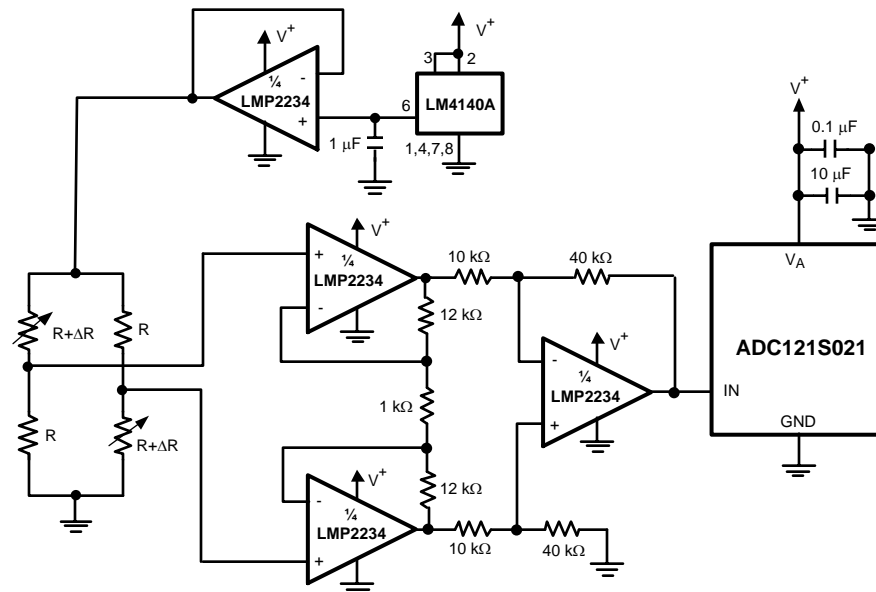 V+
3
2
¼
LMP2234
-
+
6
LM4140A
1 μF
1,4,7,8
V+
0.1 μF
10 μF
VA
ADC121S021
IN
GND
V+
+
¼
LMP2234
-
10 kΩ
40 kΩ
12 kΩ
R+ΔR
R
1 kΩ
V+
-
¼
LMP2234
+
R
R+ΔR
V+
-
¼
LMP2234
+
12 kΩ
10 kΩ
40 kΩ
V+